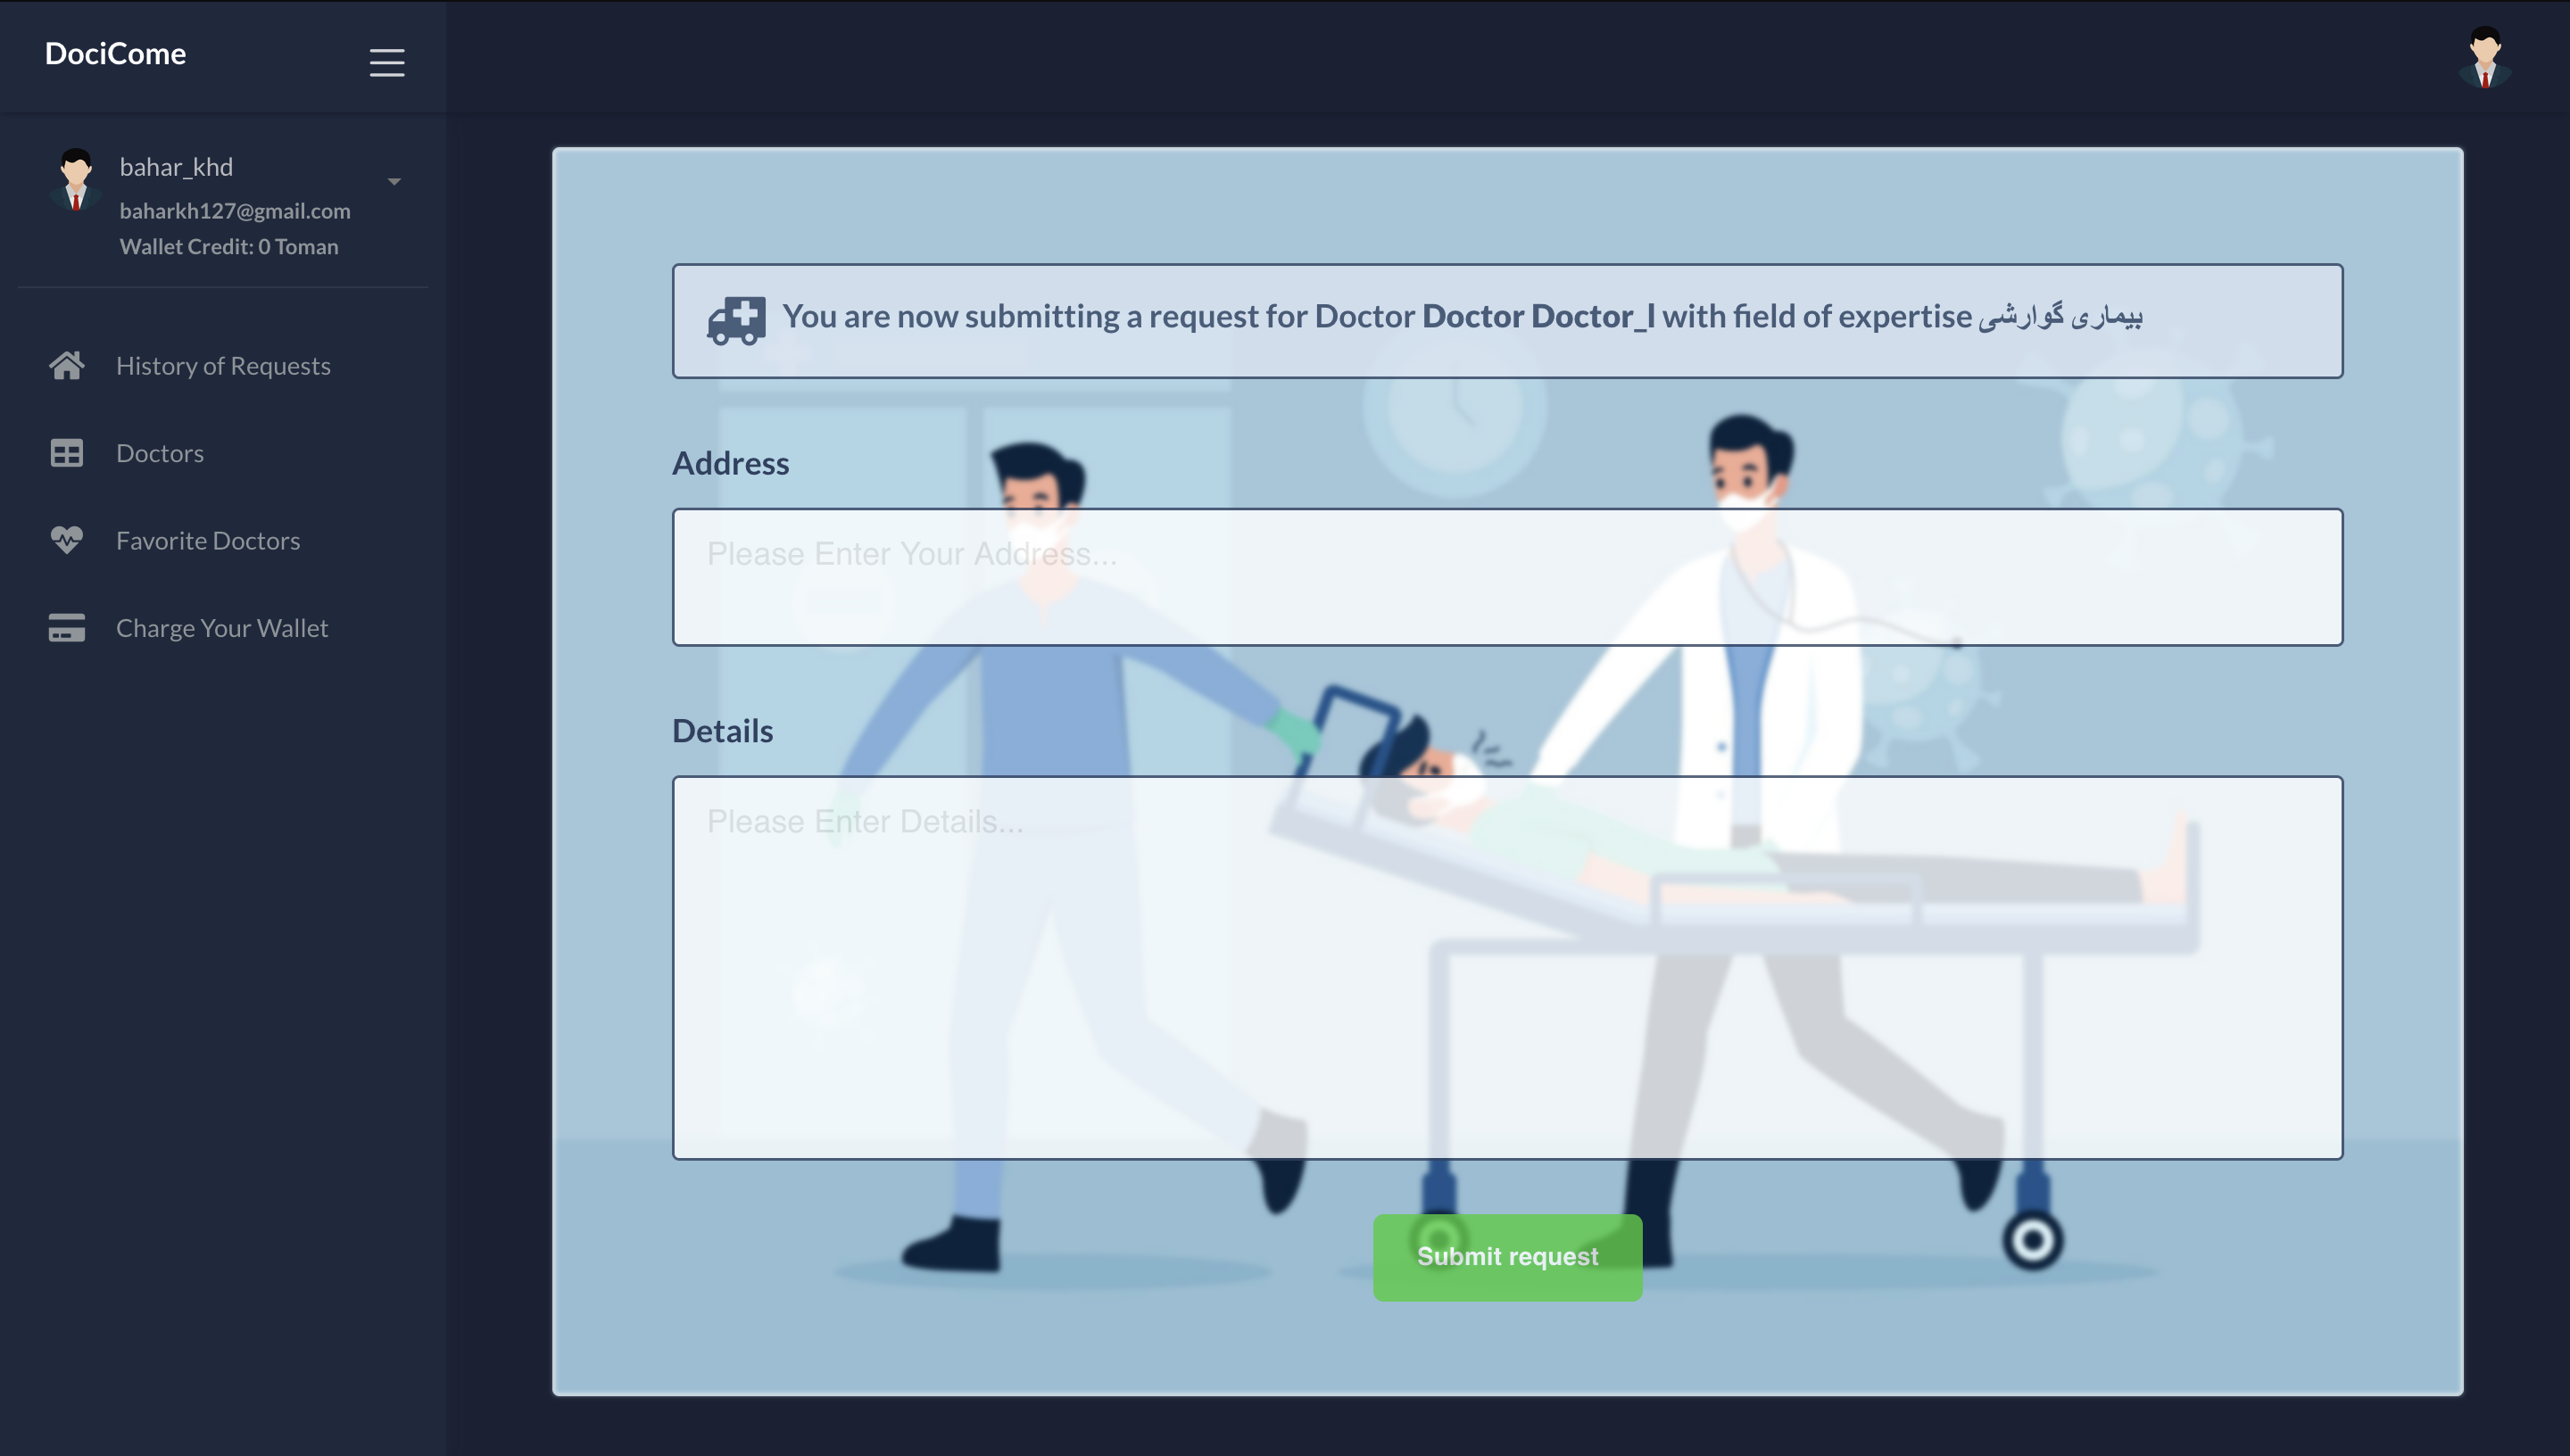 DociCome
bahar_khd
baharkh127@gmail.com
Wallet Credit: 0 Toman
History of Requests
Doctors
Favorite Doctors
Charge Your Wallet
You are now submitting a request for Doctor Doctor Doctor_I with field of expertise بیماری گوارشی
Address
Please Enter Your Address...
Details
Please Enter Details...
Submit request